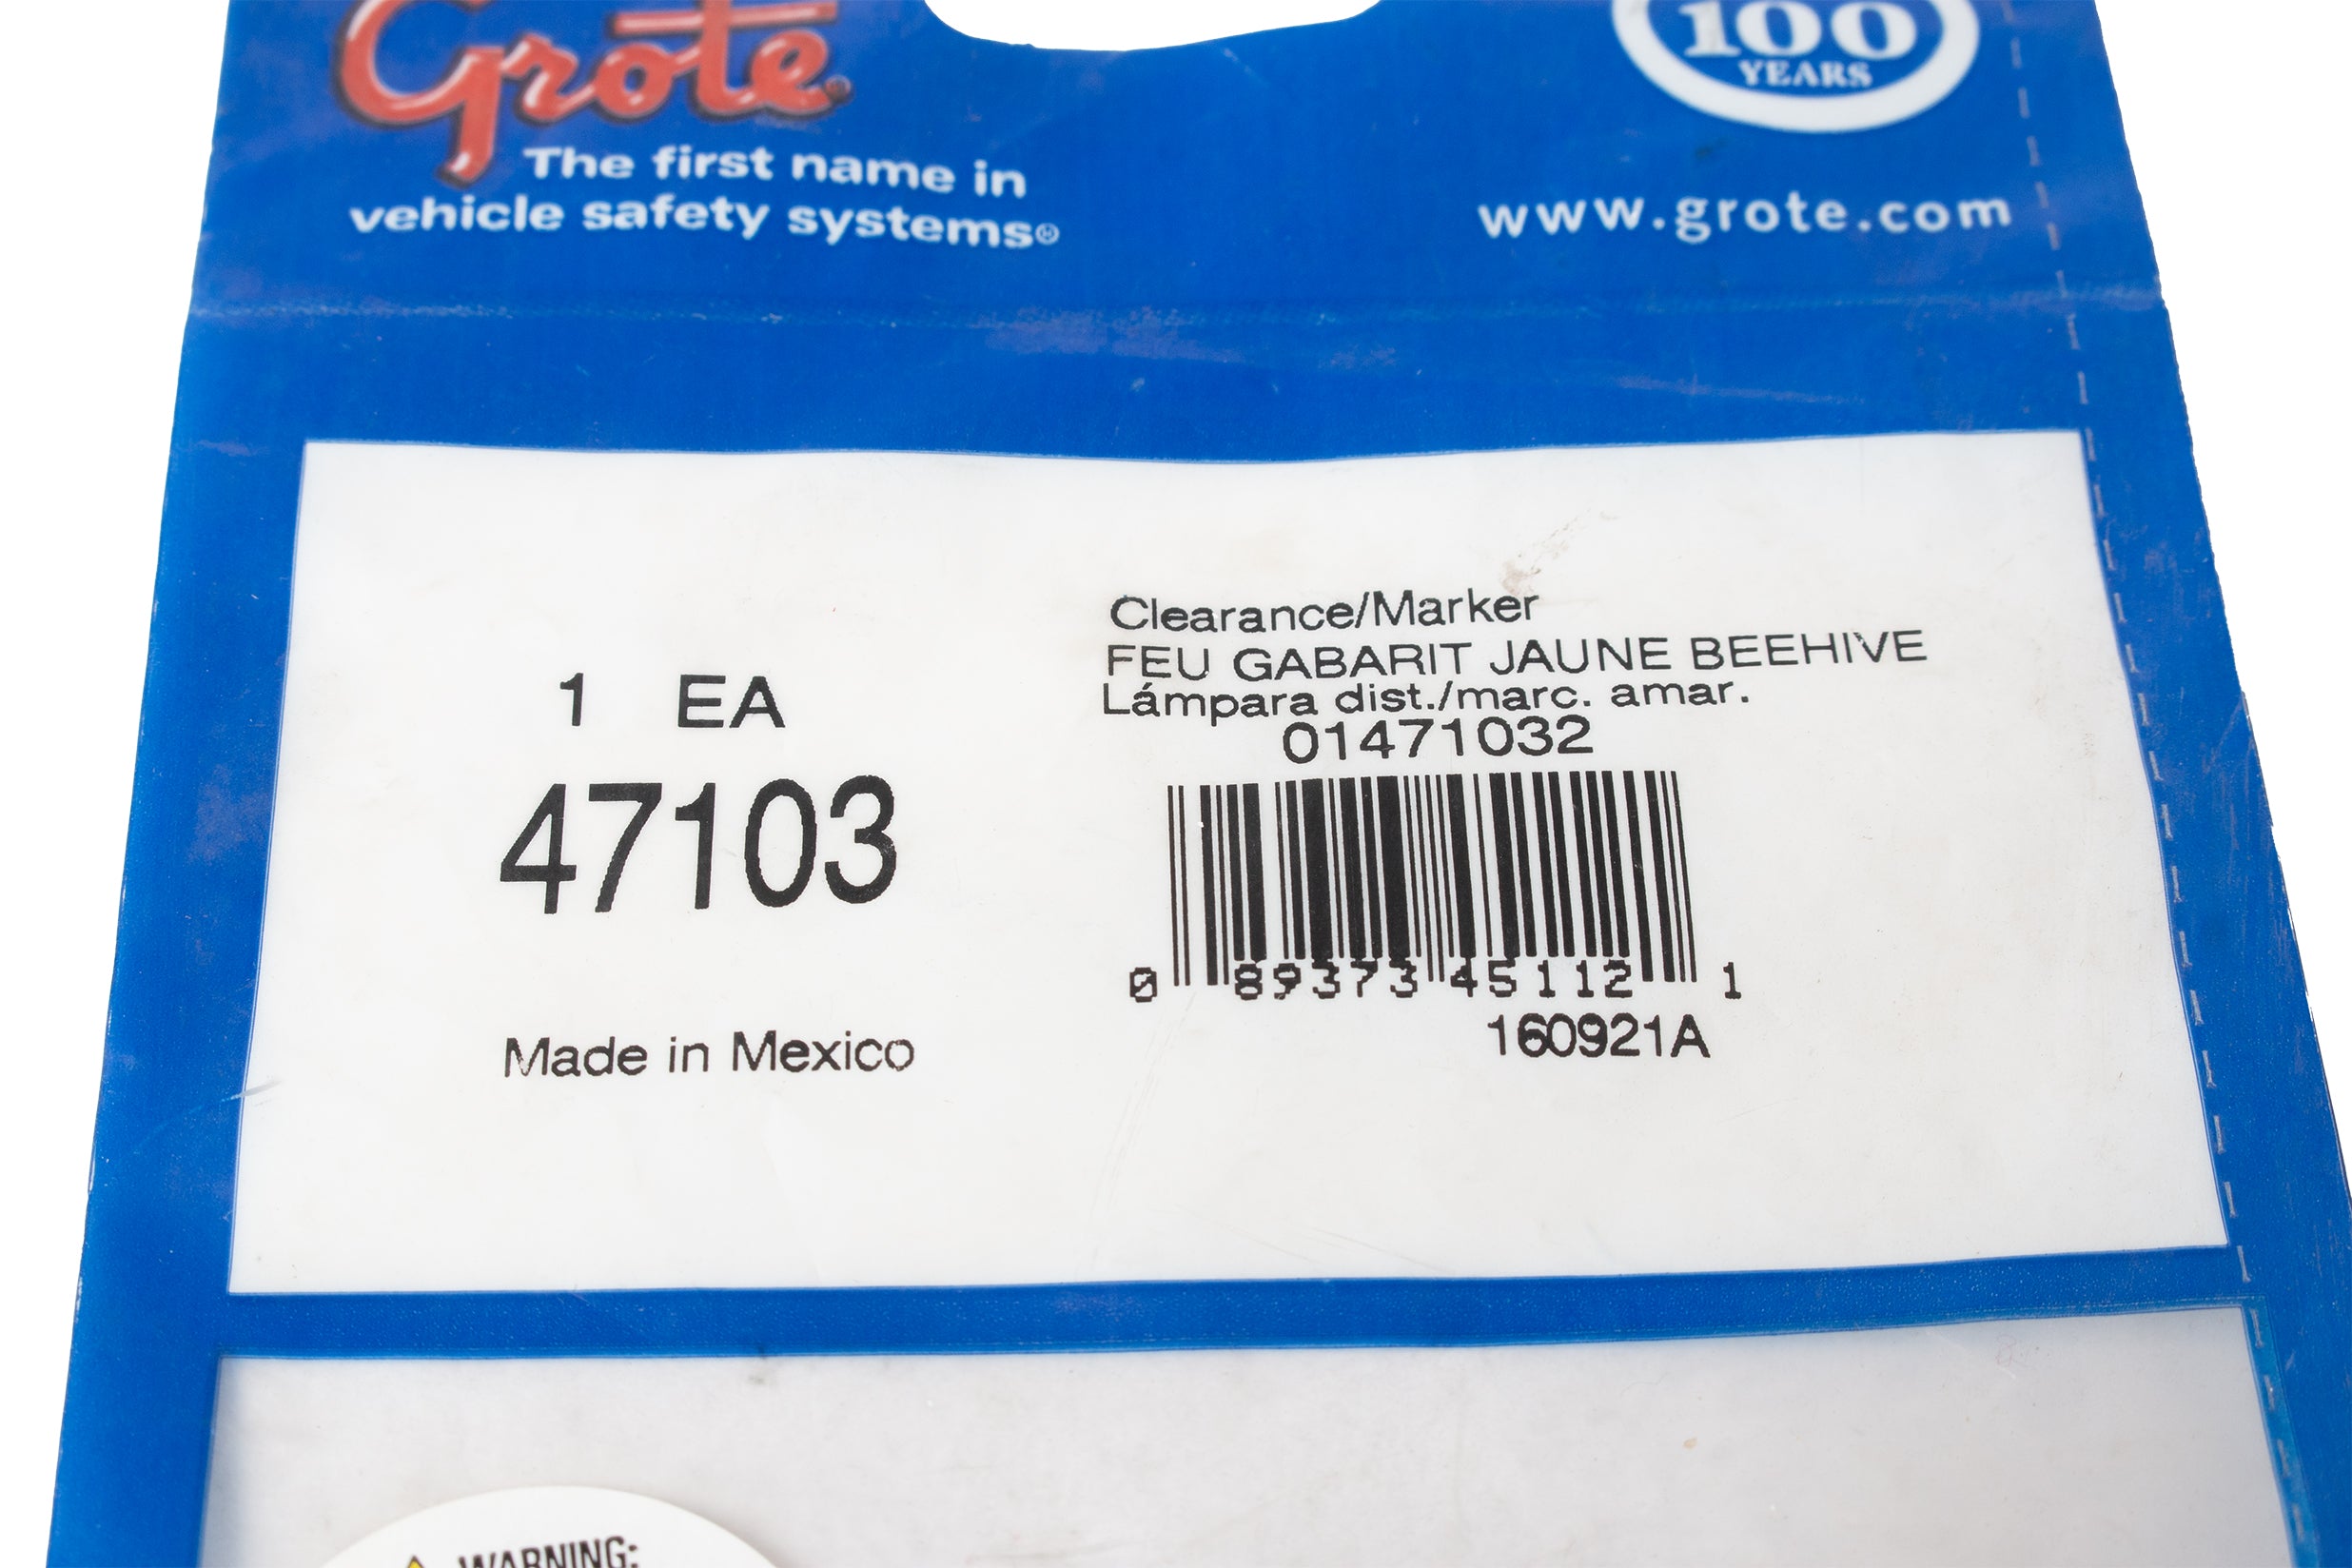 Grote
The first name in
vehicle safety systems®
100
YEARS
www.grote.com
Clearance/Marker
FEU GABARIT JAUNE BEEHIVE
Lámpara dist./marc. amar.
01471032
1 EA
47103
0 89373 45112 1
160921A
Made in Mexico
WARNING: